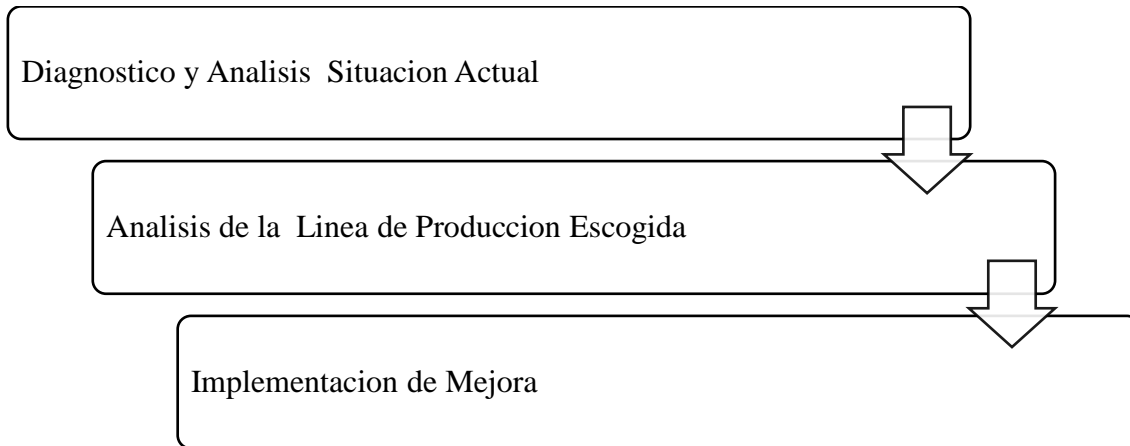 Diagnostico y Analisis  Situacion Actual
Analisis de la  Linea de Produccion Escogida
Implementacion de Mejora